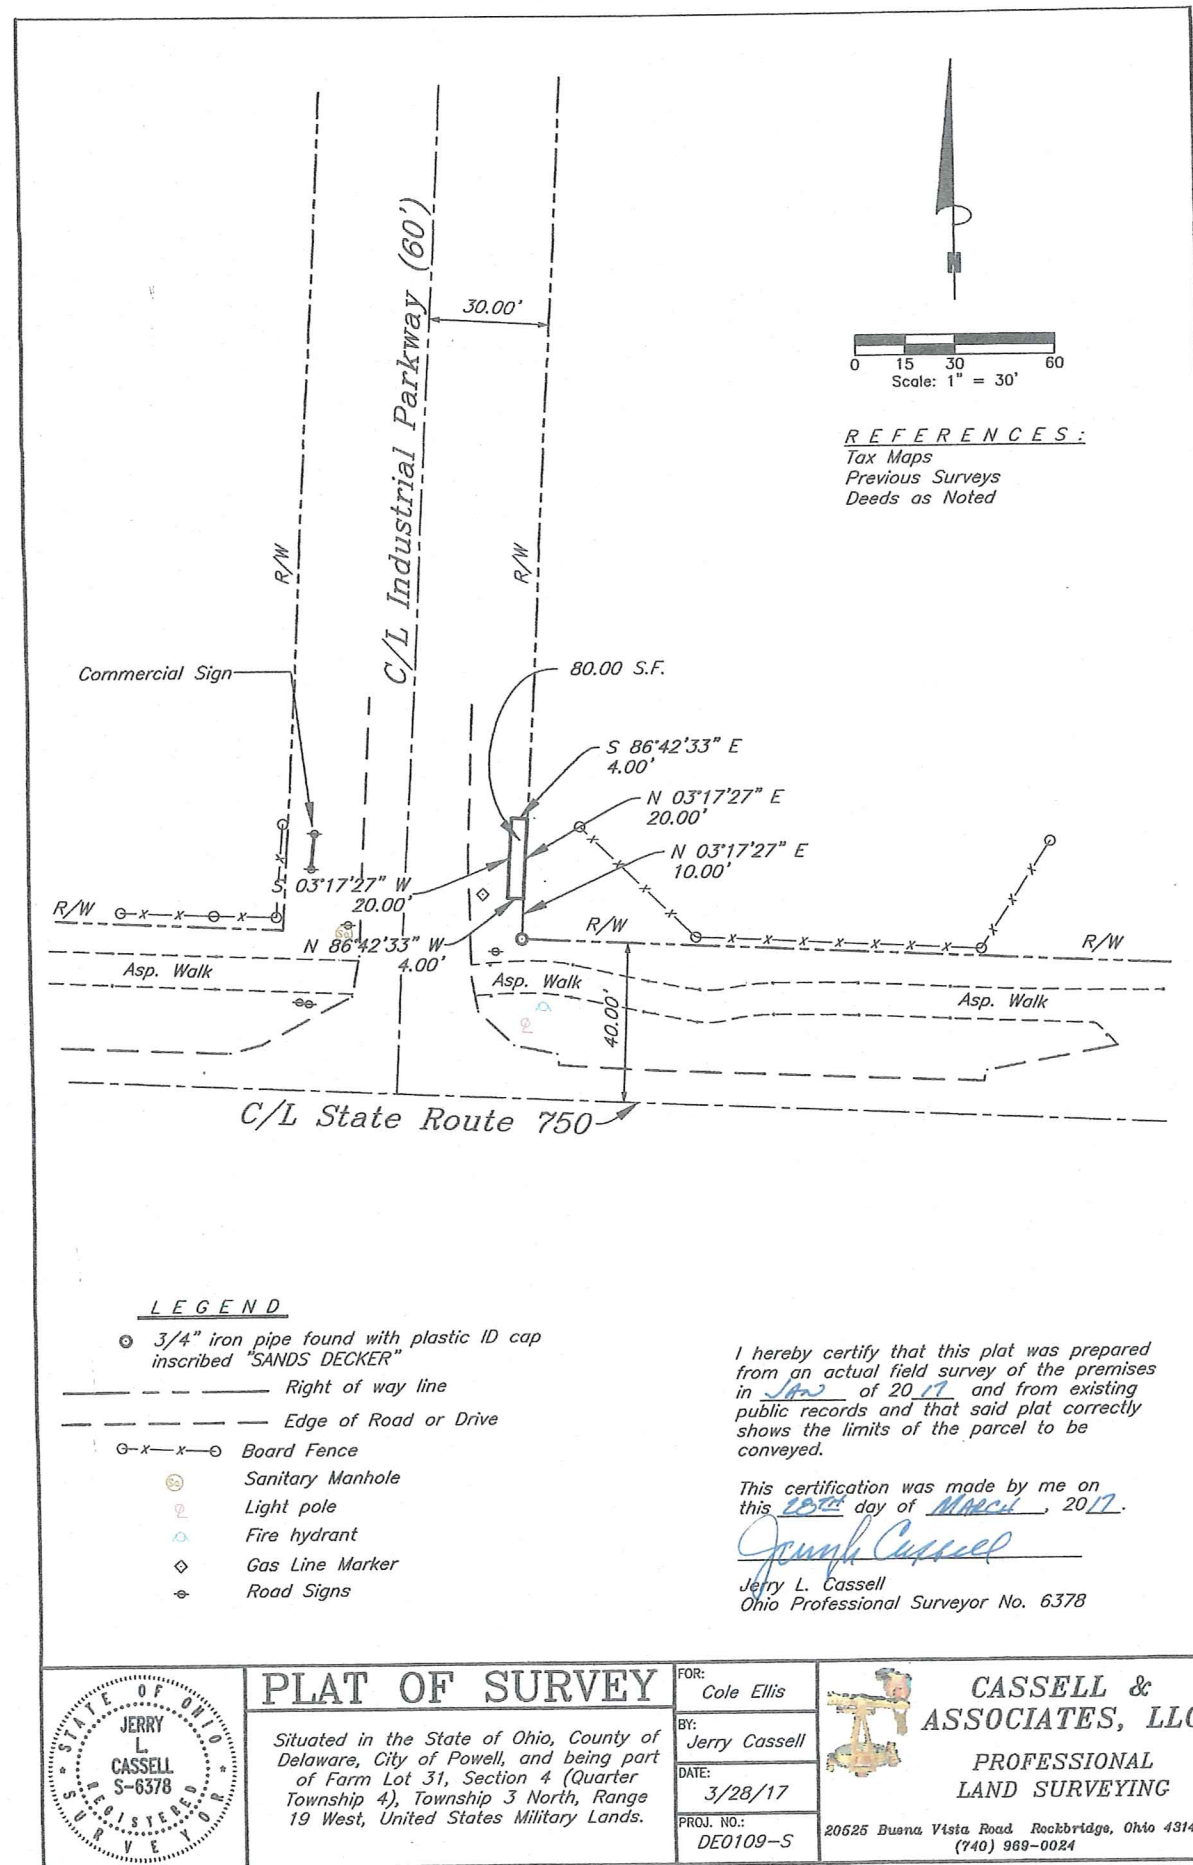 C/L Industrial Parkway (60')
30.00'
N
0 15 30 60
Scale: 1" = 30'
REFERENCES:
Tax Maps
Previous Surveys
Deeds as Noted
R/W
R/W
Commercial Sign
80.00 S.F.
S 86°42'33" E
4.00'
N 03°17'27" E
20.00'
N 03°17'27" E
10.00'
S 03°17'27" W
20.00'
N 86°42'33" W
4.00'
R/W
R/W
R/W
Asp. Walk
Asp. Walk
Asp. Walk
40.00'
C/L State Route 750
LEGEND
3/4" iron pipe found with plastic ID cap
inscribed "SANDS DECKER"
Right of way line
Edge of Road or Drive
Board Fence
Sanitary Manhole
Light pole
Fire hydrant
Gas Line Marker
Road Signs
I hereby certify that this plat was prepared
from an actual field survey of the premises
in JAN of 2017 and from existing
public records and that said plat correctly
shows the limits of the parcel to be
conveyed.
This certification was made by me on
this 28TH day of MARCH, 2017.
Jerry L. Cassell
Ohio Professional Surveyor No. 6378
STATE OF OHIO
JERRY
L.
CASSELL
S-6378
REGISTERED
SURVEYOR
PLAT OF SURVEY
Situated in the State of Ohio, County of
Delaware, City of Powell, and being part
of Farm Lot 31, Section 4 (Quarter
Township 4), Township 3 North, Range
19 West, United States Military Lands.
FOR:
Cole Ellis
BY:
Jerry Cassell
DATE:
3/28/17
PROJ. NO.:
DE0109-S
CASSELL &
ASSOCIATES, LLC
PROFESSIONAL
LAND SURVEYING
20525 Buena Vista Road Rockbridge, Ohio 4314
(740) 969-0024